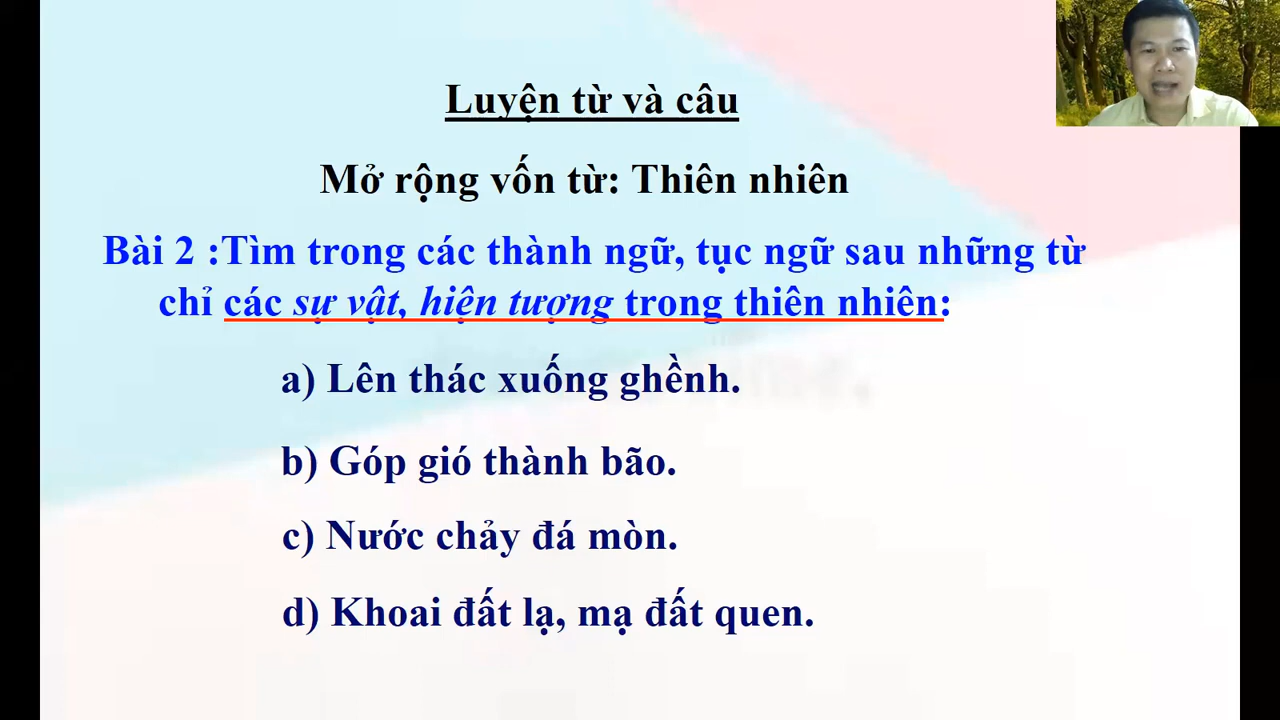 Luyện từ và câu
Mở rộng vốn từ: Thiên nhiên
Bài 2 :Tìm trong các thành ngữ, tục ngữ sau những từ
chỉ các sự vật, hiện tượng trong thiên nhiên:
a) Lên thác xuống ghềnh.
b) Góp gió thành bão.
c) Nước chảy đá mòn.
d) Khoai đất lạ, mạ đất quen.